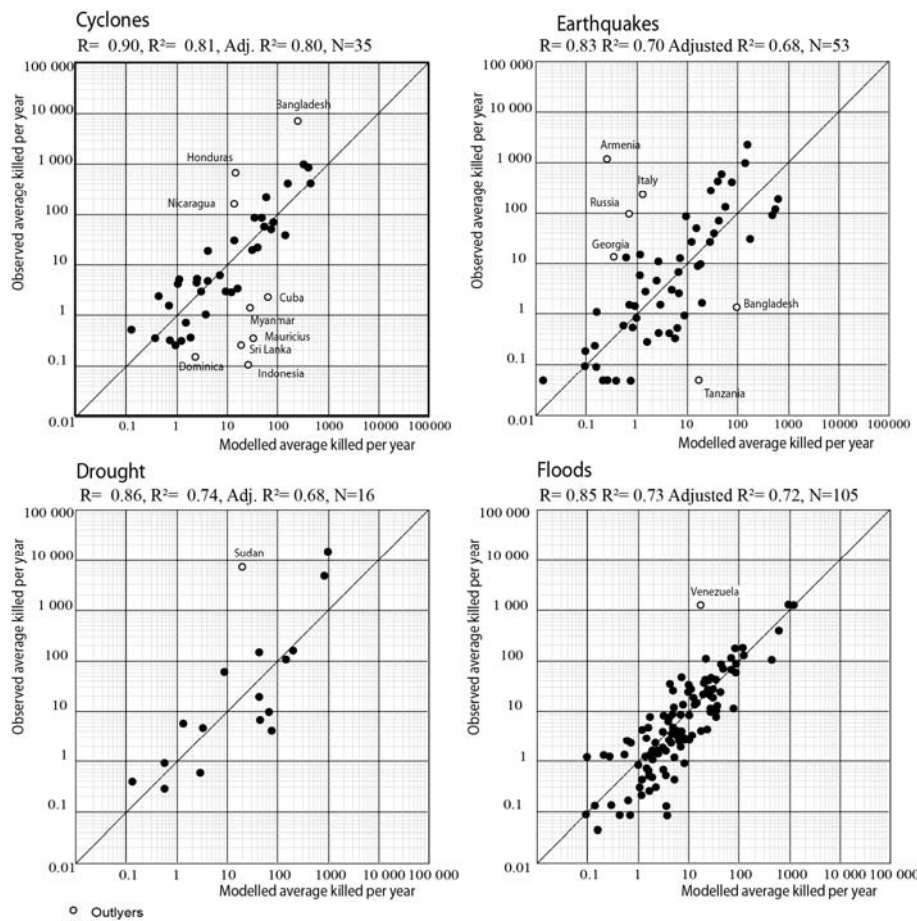 Cyclones
R= 0.90, R²= 0.81, Adj. R²= 0.80, N=35
Observed average killed per year
100 000
10 000
1 000
100
10
1
0.1
0.01
Bangladesh
Honduras
Nicaragua
Cuba
Myanmar
Mauricius
Sri Lanka
Dominica
Indonesia
0.1 1 10 100 1000 10 000 100 000
Modelled average killed per year
Earthquakes
R= 0.83 R²= 0.70 Adjusted R²= 0.68, N=53
Observed average killed per year
100 000
10 000
1 000
100
10
1
0.1
0.01
Armenia
Italy
Russia
Georgia
Bangladesh
Tanzania
0.1 1 10 100 1000 10 000 100 000
Modelled average killed per year
Drought
R= 0.86, R²= 0.74, Adj. R²= 0.68, N=16
Observed average killed per year
100 000
10 000
1 000
100
10
1
0.1
0.01
Sudan
0.1 1 10 100 1000 10 000 100 000
Modelled average killed per year
Floods
R= 0.85 R²= 0.73 Adjusted R²= 0.72, N=105
Observed average killed per year
100 000
10 000
1 000
100
10
1
0.1
0.01
Venezuela
0.1 1 10 100 1000 10 000 100 000
Modelled average killed per year
Outlyers